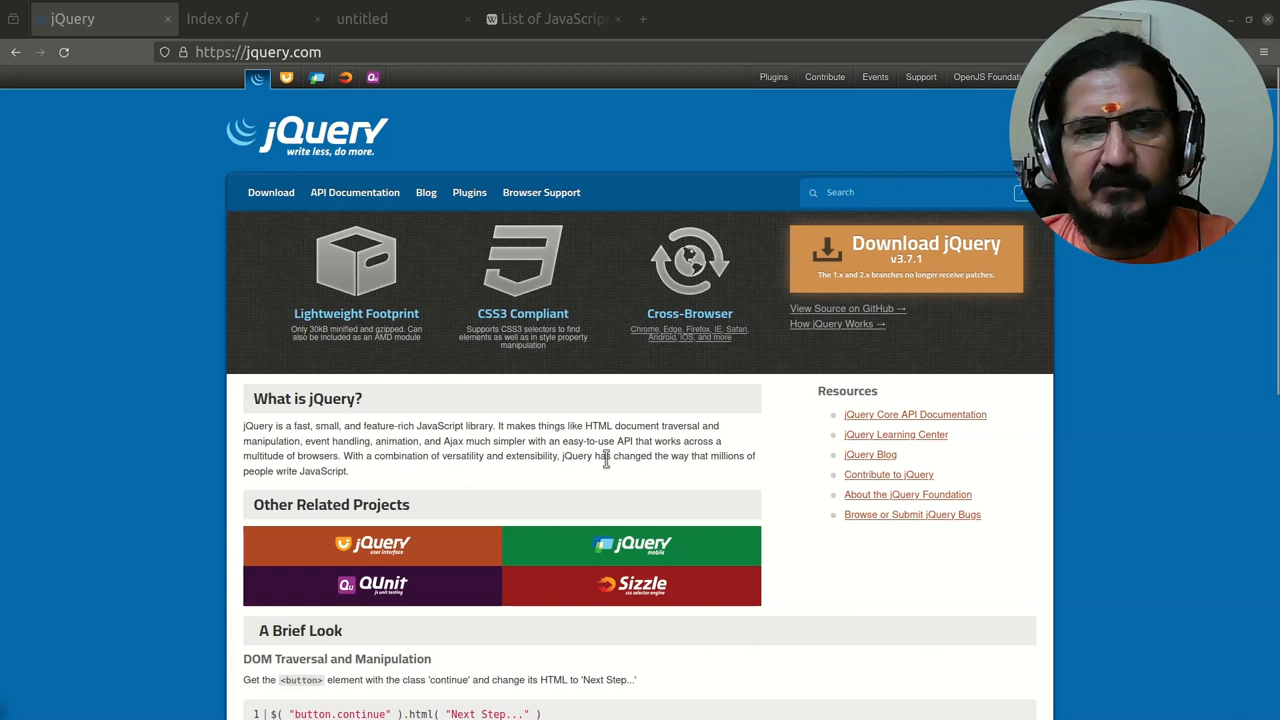 jQuery
Index of /
untitled
List of JavaScrip
https://jquery.com
Plugins
Contribute
Events
Support
OpenJS Foundati
jQuery
write less, do more.
Download
API Documentation
Blog
Plugins
Browser Support
Search
Lightweight Footprint
Only 30kB minified and gzipped. Can
also be included as an AMD module
CSS3 Compliant
Supports CSS3 selectors to find
elements as well as in style property
manipulation
Cross-Browser
Chrome, Edge, Firefox, IE, Safari,
Android, iOS, and more
Download jQuery
v3.7.1
The 1.x and 2.x branches no longer receive patches.
View Source on GitHub →
How jQuery Works →
What is jQuery?
jQuery is a fast, small, and feature-rich JavaScript library. It makes things like HTML document traversal and
manipulation, event handling, animation, and Ajax much simpler with an easy-to-use API that works across a
multitude of browsers. With a combination of versatility and extensibility, jQuery has changed the way that millions of
people write JavaScript.
Resources
jQuery Core API Documentation
jQuery Learning Center
jQuery Blog
Contribute to jQuery
About the jQuery Foundation
Browse or Submit jQuery Bugs
Other Related Projects
jQuery
user interface
jQuery
mobile
QUnit
js unit testing
Sizzle
css selector engine
A Brief Look
DOM Traversal and Manipulation
Get the <button> element with the class 'continue' and change its HTML to 'Next Step...'
1 $( "button.continue" ).html( "Next Step..." )